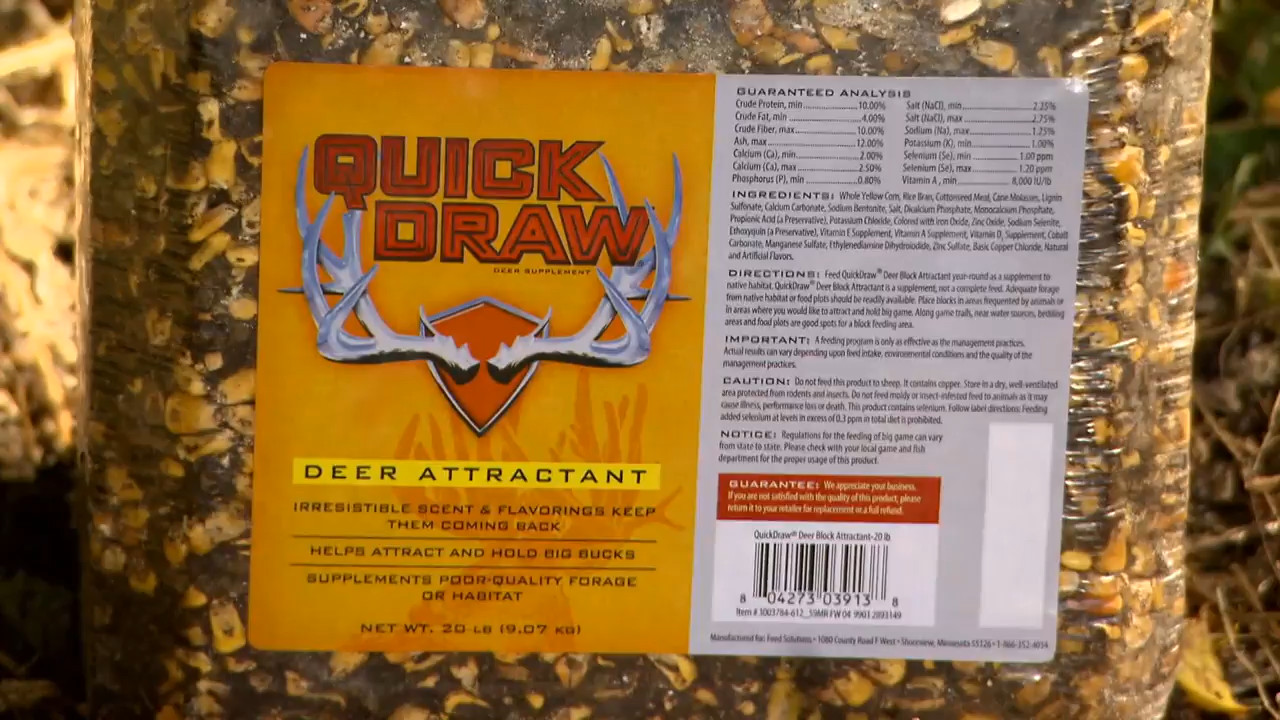 QUICK
DRAW
DEER SUPPLEMENT
DEER ATTRACTANT
IRRESISTIBLE SCENT & FLAVORINGS KEEP
THEM COMING BACK
HELPS ATTRACT AND HOLD BIG BUCKS
SUPPLEMENTS POOR-QUALITY FORAGE
OR HABITAT
NET WT. 20 LB (9.07 KG)
GUARANTEED ANALYSIS
Crude Protein, min 10.00%
Crude Fat, min 4.00%
Crude Fiber, max 10.00%
Ash, max 12.00%
Calcium (Ca), min 2.00%
Calcium (Ca), max 2.50%
Phosphorus (P), min 0.80%
Salt (NaCl), min 2.25%
Salt (NaCl), max 2.75%
Sodium (Na), max 1.25%
Potassium (K), min 1.00%
Selenium (Se), min 1.00 ppm
Selenium (Se), max 1.20 ppm
Vitamin A, min 8,000 IU/lb
INGREDIENTS: Whole Yellow Corn, Rice Bran, Cottonseed Meal, Cane Molasses, Lignin
Sulfonate, Calcium Carbonate, Sodium Bentonite, Salt, Dicalcium Phosphate, Monocalcium Phosphate,
Propionic Acid (a Preservative), Potassium Chloride, Colored with Iron Oxide, Zinc Oxide, Sodium Selenite,
Ethoxyquin (a Preservative), Vitamin E Supplement, Vitamin A Supplement, Vitamin D, Supplement, Cobalt
Carbonate, Manganese Sulfate, Ethylenediamine Dihydroiodide, Zinc Sulfate, Basic Copper Chloride, Natural
and Artificial Flavors.
DIRECTIONS: Feed QuickDraw® Deer Block Attractant year-round as a supplement to
native habitat. QuickDraw® Deer Block Attractant is a supplement, not a complete feed. Adequate forage
from native habitat or food plots should be readily available. Place blocks in areas frequented by animals or
in areas where you would like to attract and hold big game. Along game trails, near water sources, bedding
areas and food plots are good spots for a block feeding area.
IMPORTANT: A feeding program is only as effective as the management practices.
Actual results can vary depending upon feed intake, environmental conditions and the quality of the
management practices.
CAUTION: Do not feed this product to sheep. It contains copper. Store in a dry, well-ventilated
area protected from rodents and insects. Do not feed moldy or insect-infested feed to animals as it may
cause illness, performance loss or death. This product contains selenium. Follow label directions: Feeding
added selenium at levels in excess of 0.3 ppm in total diet is prohibited.
NOTICE: Regulations for the feeding of big game can vary
from state to state. Please check with your local game and fish
department for the proper usage of this product.
GUARANTEE: We appreciate your business.
If you are not satisfied with the quality of this product, please
return it to your retailer for replacement or a full refund.
QuickDraw® Deer Block Attractant-20 lb
8 04273 03913 8
Item # 3003784-612
Manufactured for: Feed Solutions • 1080 County Road F West • Shoreview, Minnesota 55126 • 1-866-352-4014